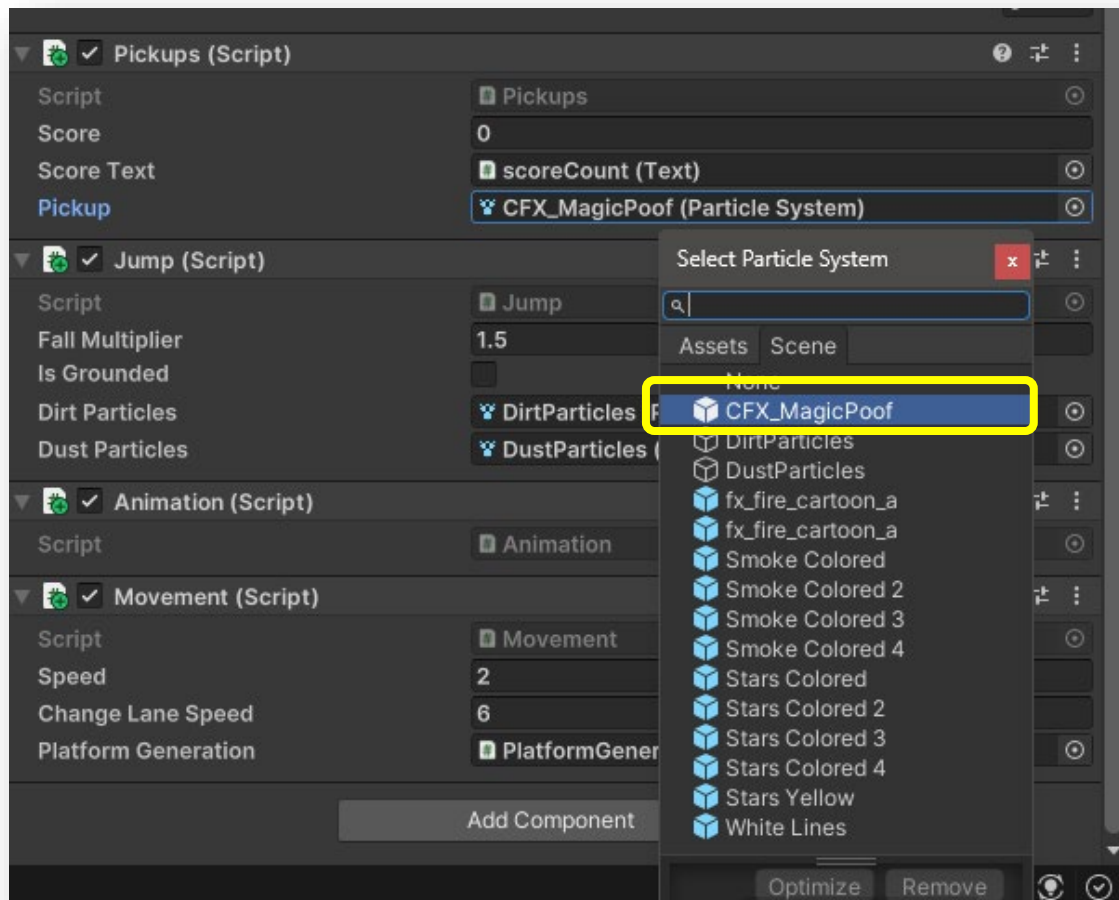 Pickups (Script)
Script Pickups
Score 0
Score Text scoreCount (Text)
Pickup CFX_MagicPoof (Particle System)
Jump (Script)
Script Jump
Fall Multiplier 1.5
Is Grounded
Dirt Particles DirtParticles
Dust Particles DustParticles (
Animation (Script)
Script Animation
Movement (Script)
Script Movement
Speed 2
Change Lane Speed 6
Platform Generation PlatformGener
Add Component
Select Particle System x
Assets Scene
None
CFX_MagicPoof
DirtParticles
DustParticles
fx_fire_cartoon_a
fx_fire_cartoon_a
Smoke Colored
Smoke Colored 2
Smoke Colored 3
Smoke Colored 4
Stars Colored
Stars Colored 2
Stars Colored 3
Stars Colored 4
Stars Yellow
White Lines
Optimize Remove